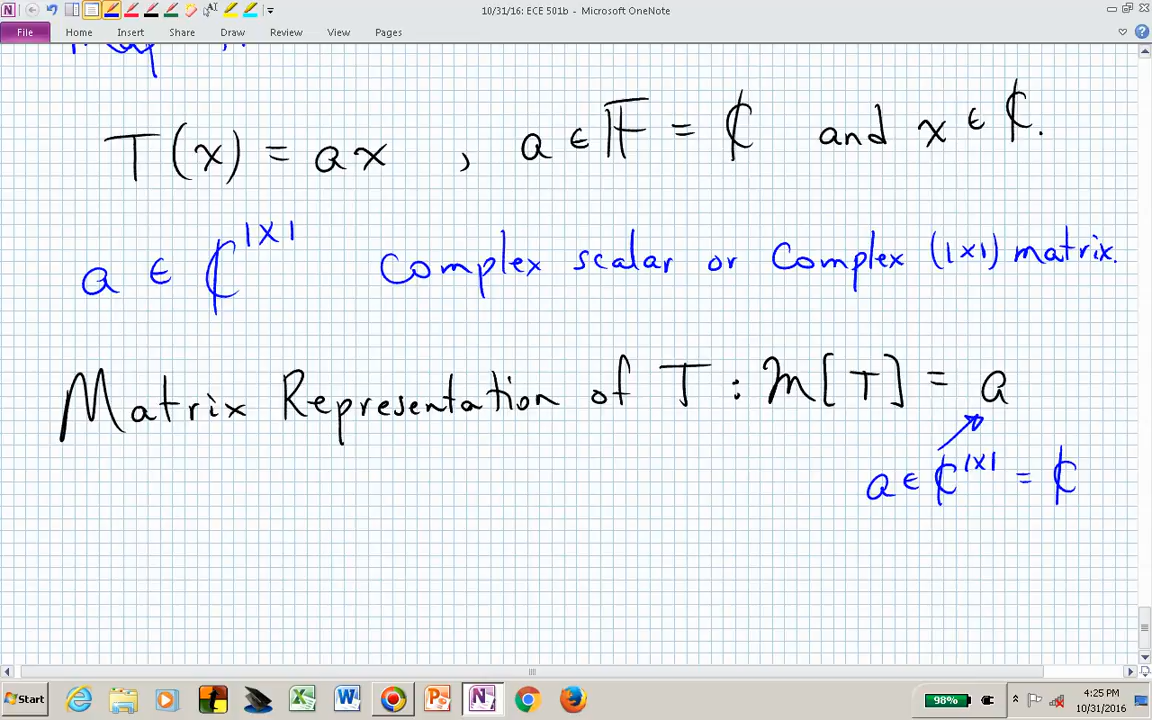 10/31/16: ECE 501b - Microsoft OneNote
File Home Insert Share Draw Review View Pages
T(x) = ax , a ∈ 𝔽 = ℂ and x ∈ ℂ.
a ∈ ℂ^1x1 Complex scalar or Complex (1x1) matrix.
Matrix Representation of T : M[T] = a
a ∈ ℂ^1x1 = ℂ
Start
98%
4:25 PM
10/31/2016